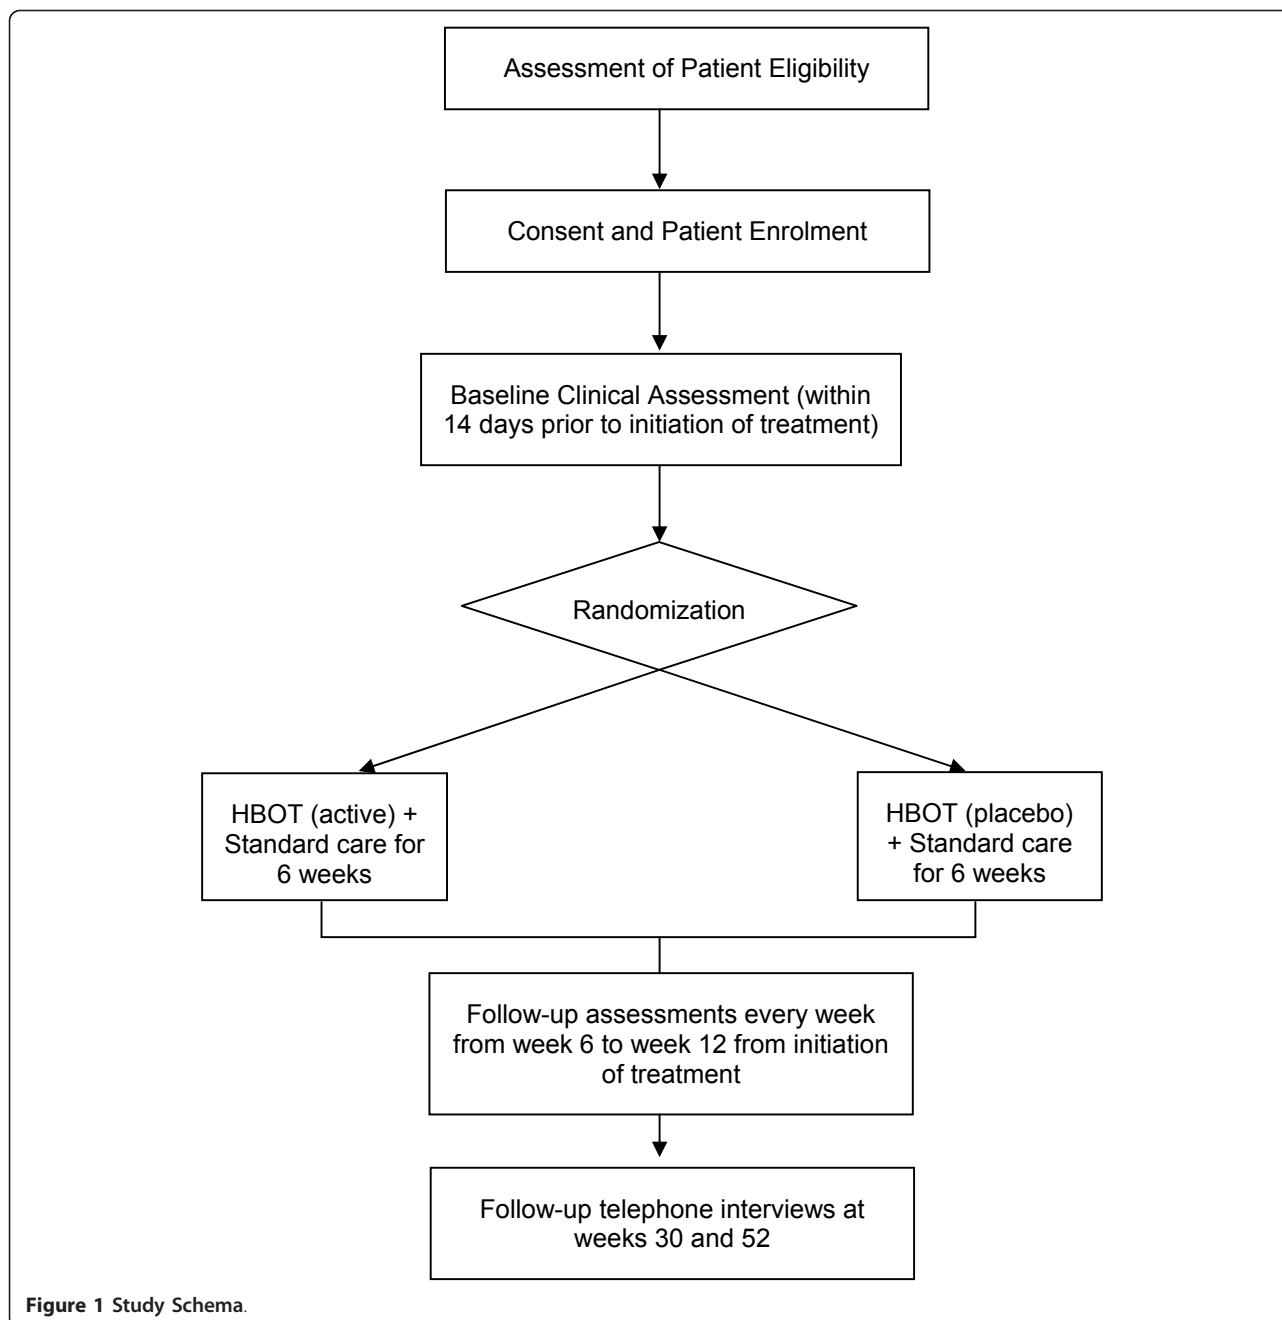 Assessment of Patient Eligibility
Consent and Patient Enrolment
Baseline Clinical Assessment (within
14 days prior to initiation of treatment)
Randomization
HBOT (active) +
Standard care for
6 weeks
HBOT (placebo)
+ Standard care
for 6 weeks
Follow-up assessments every week
from week 6 to week 12 from initiation
of treatment
Follow-up telephone interviews at
weeks 30 and 52
Figure 1 Study Schema.